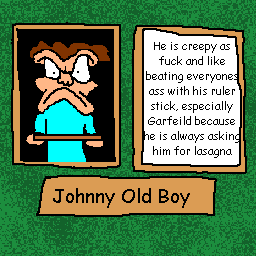 He is creepy as
fuck and like
beating everyones
ass with his ruler
stick, especially
Garfeild because
he is always asking
him for lasagna
Johnny Old Boy